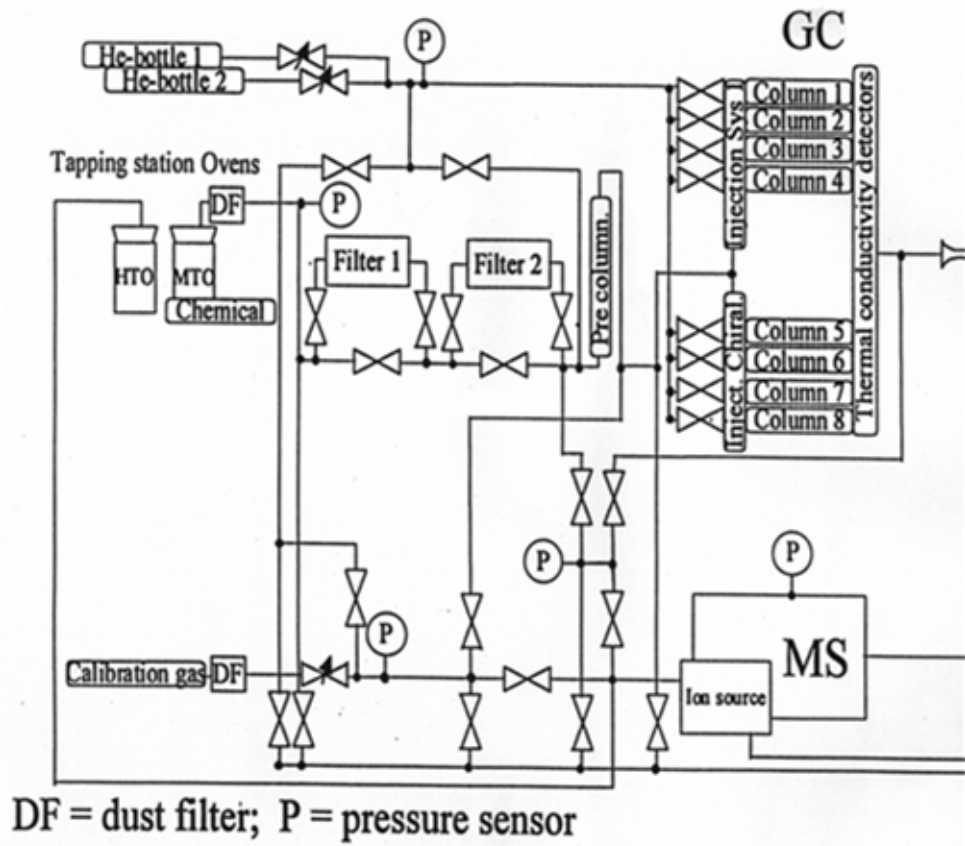 GC
P
He-bottle 1
He-bottle 2
Column 1
Column 2
Column 3
Column 4
Injection Sys
Thermal conductivity detectors
Tapping station Ovens
DF
P
HTO
MTO
Chemical
Filter 1
Filter 2
Pre column.
Inject. Chiral
Column 5
Column 6
Column 7
Column 8
P
P
P
MS
Calibration gas
DF
Ion source
DF = dust filter; P = pressure sensor